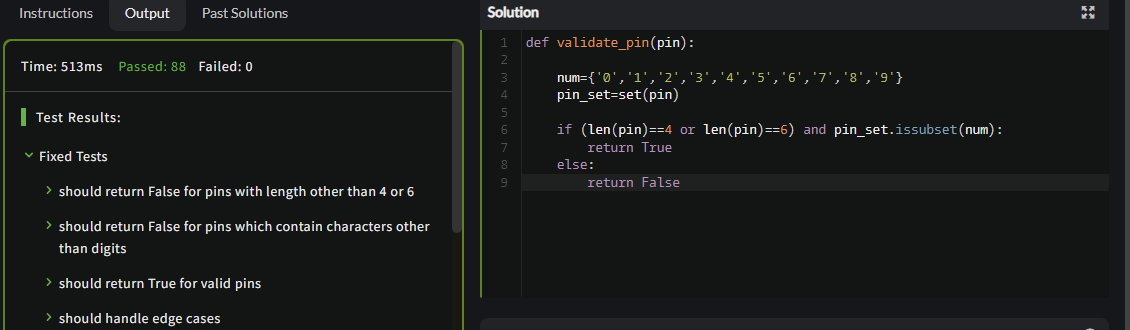 Instructions Output Past Solutions
Time: 513ms Passed: 88 Failed: 0
Test Results:
Fixed Tests
should return False for pins with length other than 4 or 6
should return False for pins which contain characters other
than digits
should return True for valid pins
should handle edge cases
Solution
1 def validate_pin(pin):
2
3     num={'0','1','2','3','4','5','6','7','8','9'}
4     pin_set=set(pin)
5
6     if (len(pin)==4 or len(pin)==6) and pin_set.issubset(num):
7         return True
8     else:
9         return False